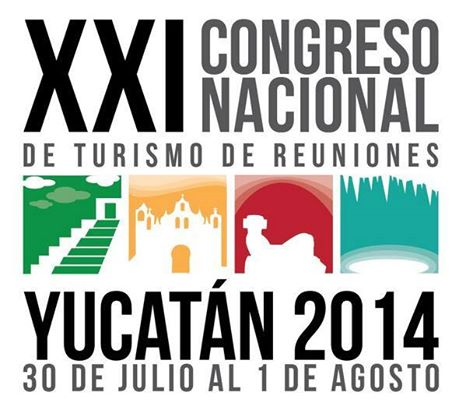 XXI CONGRESO
NACIONAL
DE TURISMO DE REUNIONES
YUCATÁN 2014
30 DE JULIO AL 1 DE AGOSTO